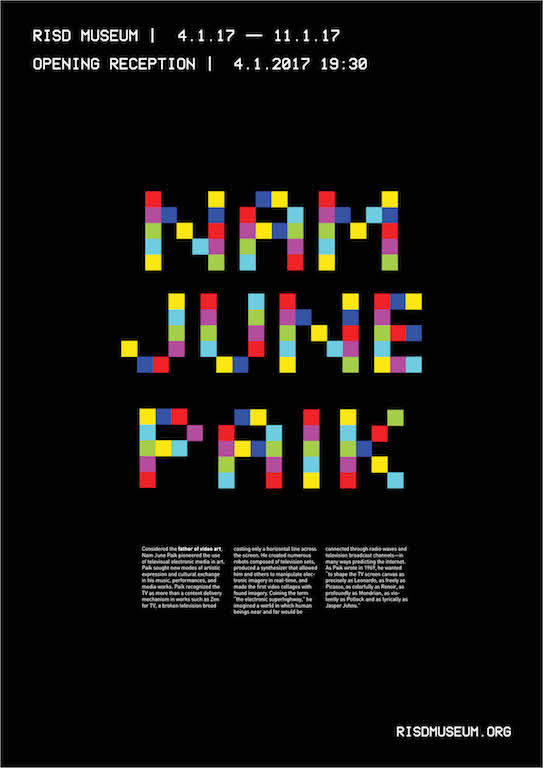 RISD MUSEUM | 4.1.17 — 11.1.17
OPENING RECEPTION | 4.1.2017 19:30
NAM
JUNE
PAIK
Considered the father of video art,
Nam June Paik pioneered the use
of televisual electronic media in art.
Paik sought new modes of artistic
expression and cultural exchange
in his music, performances, and
media works. Paik recognized the
TV as more than a content delivery
mechanism in works such as Zen
for TV, a broken television bread
casting only a horizontal line across
the screen. He created numerous
robots composed of television sets,
produced a synthesizer that allowed
him and others to manipulate elec-
tronic imagery in real-time, and
made the first video collages with
found imagery. Coining the term
"the electronic superhighway," he
imagined a world in which human
beings near and far would be
connected through radio waves and
television broadcast channels—in
many ways predicting the internet.
As Paik wrote in 1969, he wanted
"to shape the TV screen canvas as
precisely as Leonardo, as freely as
Picasso, as colorfully as Renoir, as
profoundly as Mondrian, as vio-
lently as Pollock and as lyrically as
Jasper Johns."
RISDMUSEUM.ORG